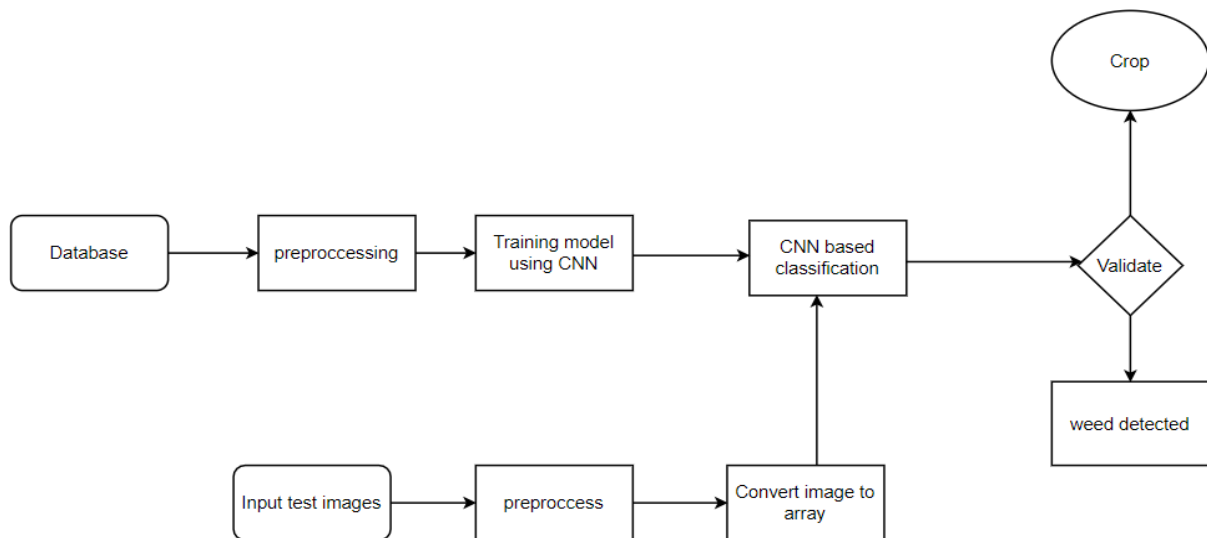 Crop
Database
preproccessing
Training model
using CNN
CNN based
classification
Validate
weed detected
Input test images
preproccess
Convert image to
array